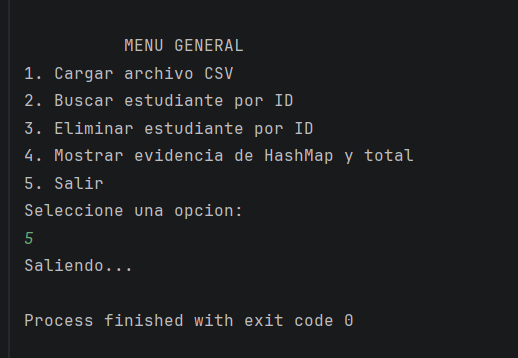 MENU GENERAL
1. Cargar archivo CSV
2. Buscar estudiante por ID
3. Eliminar estudiante por ID
4. Mostrar evidencia de HashMap y total
5. Salir
Seleccione una opcion:
5
Saliendo...
Process finished with exit code 0